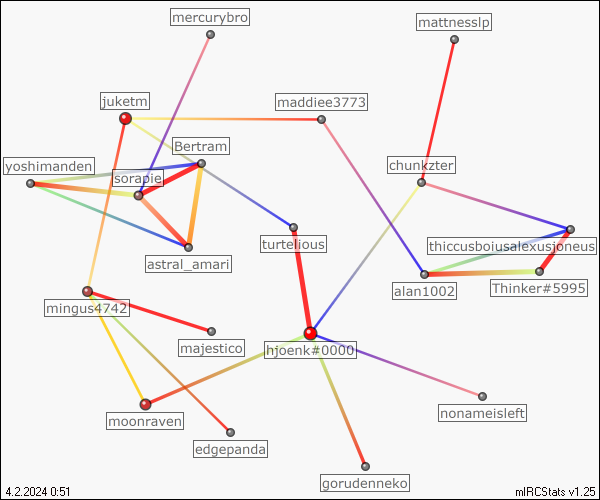 mercurybro
mattnesslp
juketm
maddiee3773
Bertram
yoshimanden
chunkzter
sorapie
turtelious
thiccusboiusalexusjoneus
astral_amari
alan1002
Thinker#5995
mingus4742
majestico
hjoenk#0000
moonraven
nonameisleft
edgepanda
gorudenneko
4.2.2024 0:51
mIRCStats v1.25